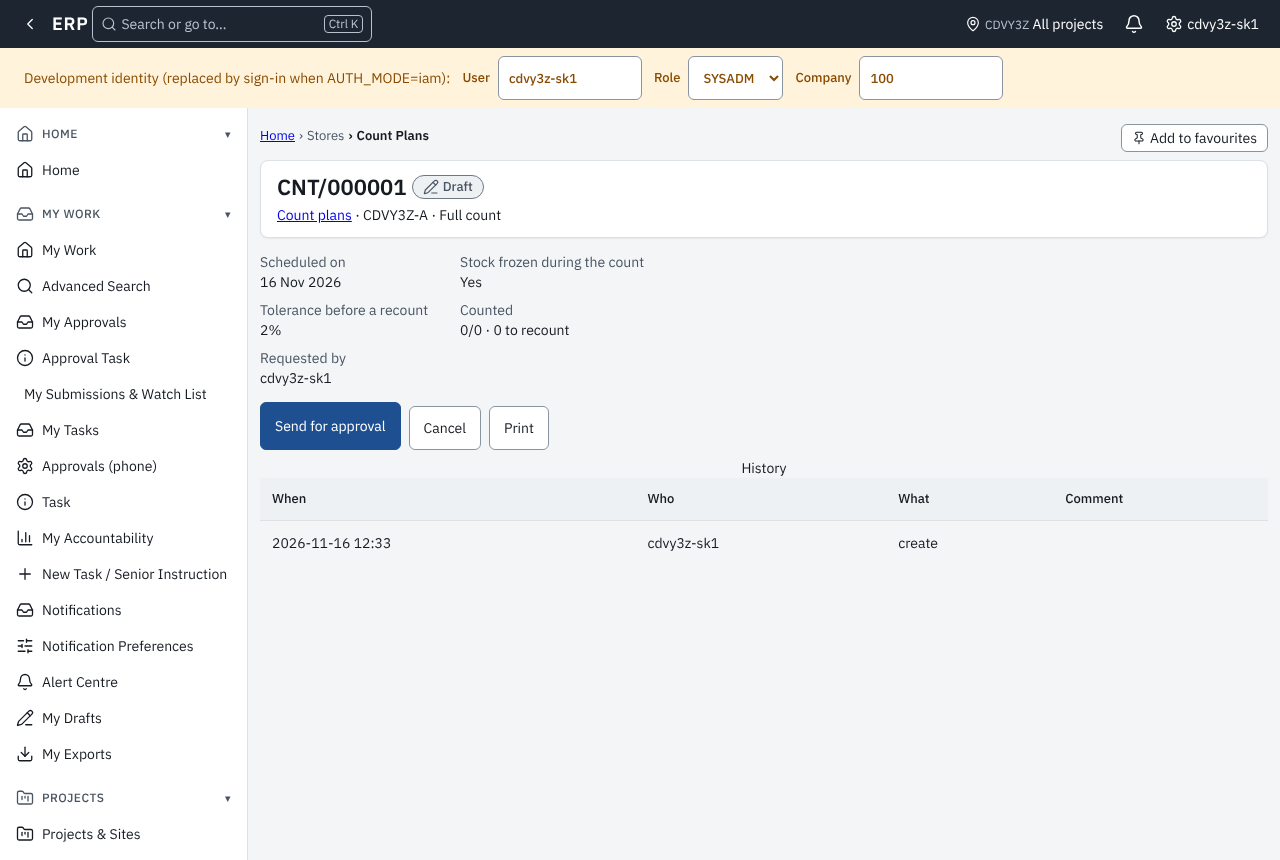 ERP Search or go to... Ctrl K CDVY3Z All projects cdvy3z-sk1
Development identity (replaced by sign-in when AUTH_MODE=iam): User cdvy3z-sk1 Role SYSADM Company 100
HOME
Home
MY WORK
My Work
Advanced Search
My Approvals
Approval Task
My Submissions & Watch List
My Tasks
Approvals (phone)
Task
My Accountability
New Task / Senior Instruction
Notifications
Notification Preferences
Alert Centre
My Drafts
My Exports
PROJECTS
Projects & Sites
Home › Stores › Count Plans
Add to favourites
CNT/000001 Draft
Count plans · CDVY3Z-A · Full count
Scheduled on
16 Nov 2026
Stock frozen during the count
Yes
Tolerance before a recount
2%
Counted
0/0 · 0 to recount
Requested by
cdvy3z-sk1
Send for approval Cancel Print
History
When Who What Comment
2026-11-16 12:33 cdvy3z-sk1 create